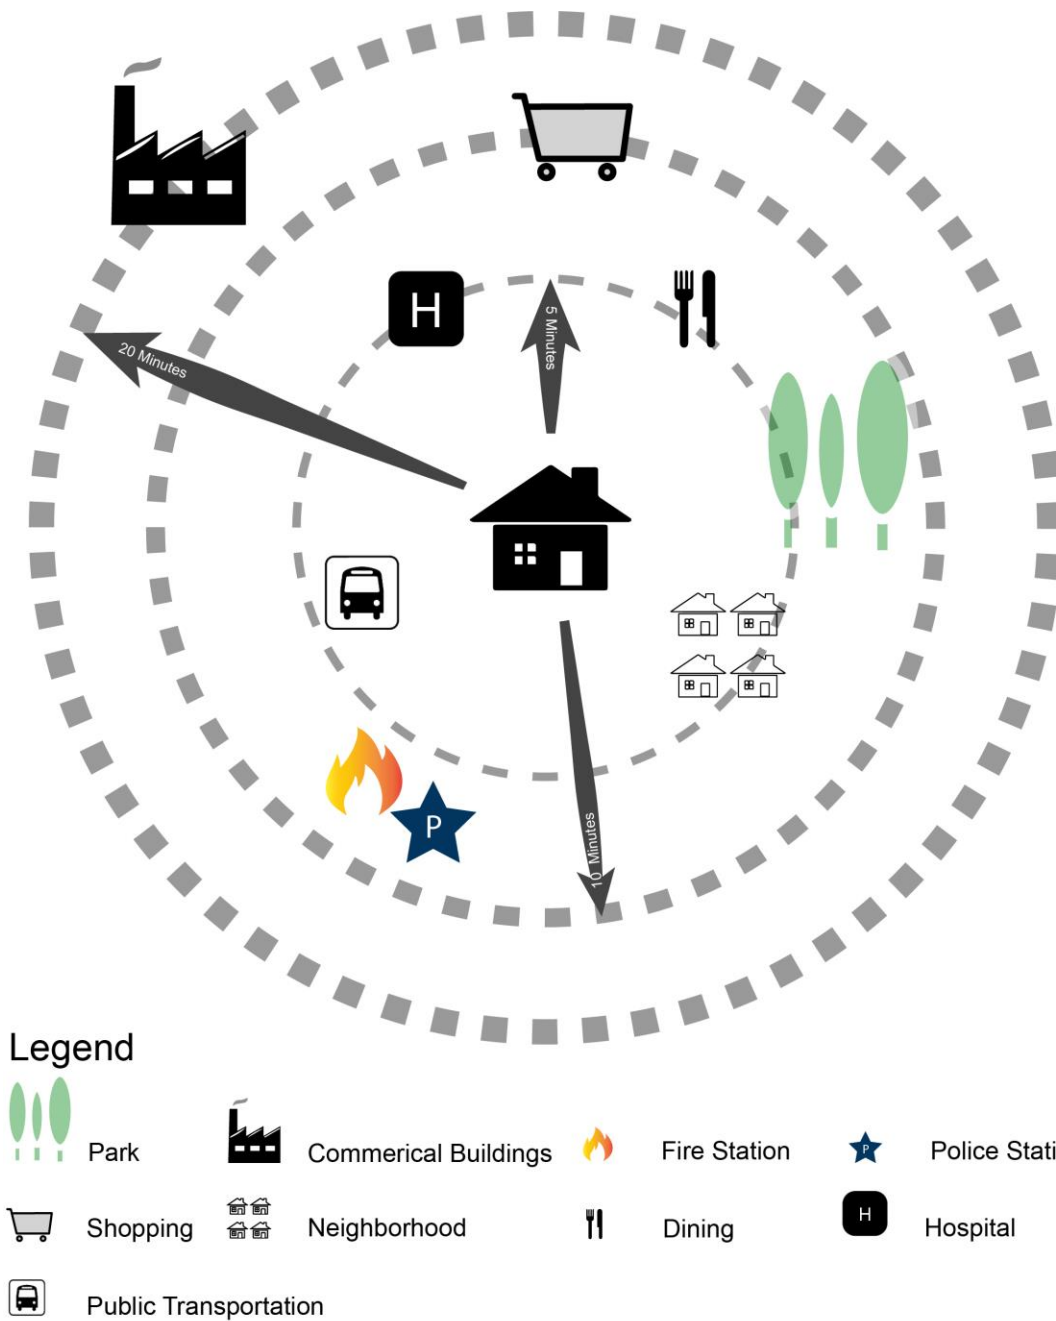 H
5 Minutes
20 Minutes
P
10 Minutes
Legend
Park
Commerical Buildings
Fire Station
P
Police Stati
Shopping
Neighborhood
Dining
H
Hospital
Public Transportation